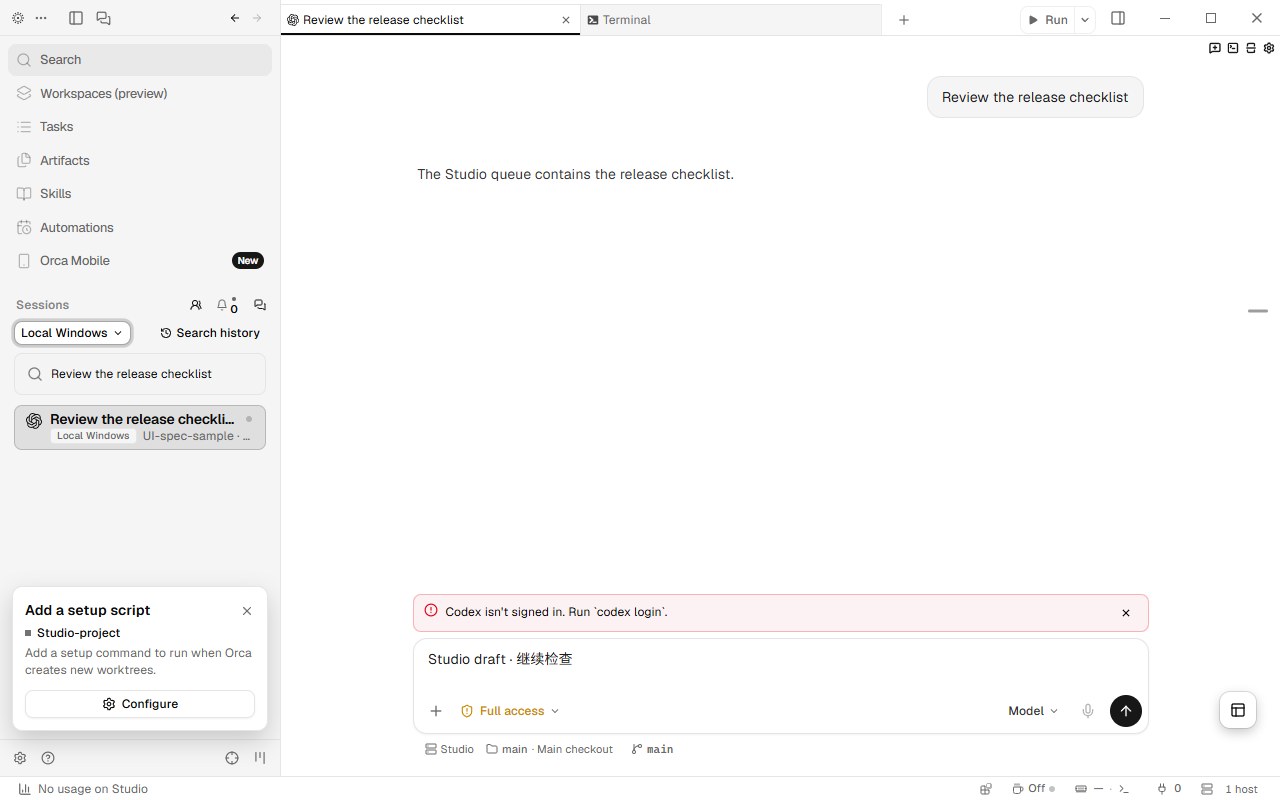 Review the release checklist
Terminal
Run
Search
Workspaces (preview)
Tasks
Artifacts
Skills
Automations
Orca Mobile
New
Sessions
0
Local Windows
Search history
Review the release checklist
Review the release checkli...
Local Windows
UI-spec-sample · ...
Add a setup script
Studio-project
Add a setup command to run when Orca
creates new worktrees.
Configure
Review the release checklist
The Studio queue contains the release checklist.
Codex isn't signed in. Run `codex login`.
Studio draft · 继续检查
Full access
Model
Studio
main · Main checkout
main
No usage on Studio
Off
0
1 host